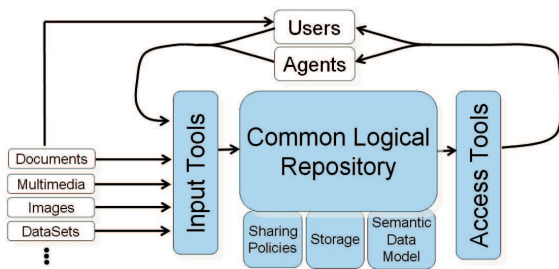 Users
Agents
Input Tools
Common Logical
Repository
Access Tools
Documents
Multimedia
Images
DataSets
Sharing
Policies
Storage
Semantic
Data
Model